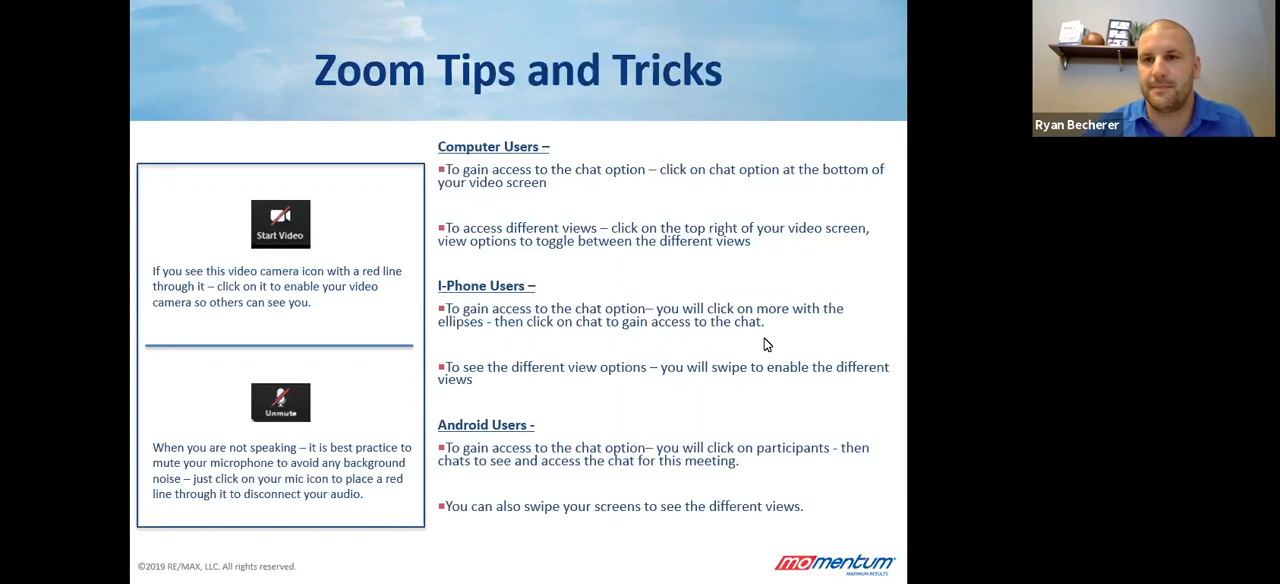 Zoom Tips and Tricks
Ryan Becherer
Start Video
If you see this video camera icon with a red line
through it – click on it to enable your video
camera so others can see you.
Unmute
When you are not speaking – it is best practice to
mute your microphone to avoid any background
noise – just click on your mic icon to place a red
line through it to disconnect your audio.
Computer Users –
▪To gain access to the chat option – click on chat option at the bottom of
your video screen
▪To access different views – click on the top right of your video screen,
view options to toggle between the different views
I-Phone Users –
▪To gain access to the chat option– you will click on more with the
ellipses - then click on chat to gain access to the chat.
▪To see the different view options – you will swipe to enable the different
views
Android Users -
▪To gain access to the chat option– you will click on participants - then
chats to see and access the chat for this meeting.
▪You can also swipe your screens to see the different views.
©2019 RE/MAX, LLC. All rights reserved.
momentum
MAXIMUM RESULTS